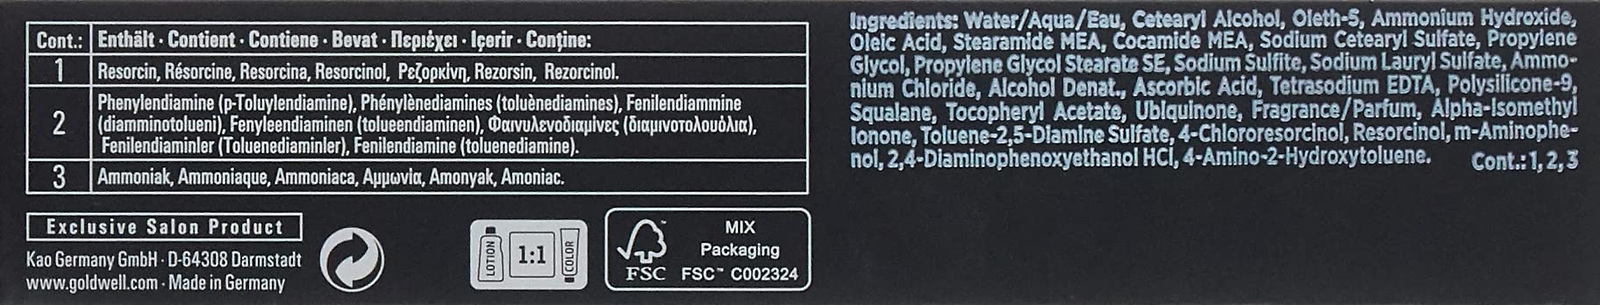 Cont.: Enthält · Contient · Contiene · Bevat · Περιέχει · İçerir · Conţine:
1 Resorcin, Résorcine, Resorcina, Resorcinol, Ρεζορκίνη, Rezorsin, Rezorcinol.
2 Phenylendiamine (p-Toluylendiamine), Phénylènediamines (toluènediamines), Fenilendiammine
(diamminotolueni), Fenyleendiaminen (tolueendiaminen), Φαινυλενοδιαμίνες (διαμινοτολουόλια),
Fenilendiaminler (Toluenediaminler), Fenilendiamine (toluenediamine).
3 Ammoniak, Ammoniaque, Ammoniaca, Αμμωνία, Amonyak, Amoniac.
Exclusive Salon Product
Kao Germany GmbH · D-64308 Darmstadt
www.goldwell.com · Made in Germany
LOTION 1:1 COLOR
FSC
MIX
Packaging
FSC™ C002324
Ingredients: Water/Aqua/Eau, Cetearyl Alcohol, Oleth-5, Ammonium Hydroxide,
Oleic Acid, Stearamide MEA, Cocamide MEA, Sodium Cetearyl Sulfate, Propylene
Glycol, Propylene Glycol Stearate SE, Sodium Sulfite, Sodium Lauryl Sulfate, Ammo-
nium Chloride, Alcohol Denat., Ascorbic Acid, Tetrasodium EDTA, Polysilicone-9,
Squalane, Tocopheryl Acetate, Ubiquinone, Fragrance/Parfum, Alpha-Isomethyl
Ionone, Toluene-2,5-Diamine Sulfate, 4-Chlororesorcinol, Resorcinol, m-Aminophe-
nol, 2,4-Diaminophenoxyethanol HCl, 4-Amino-2-Hydroxytoluene. Cont.: 1, 2, 3